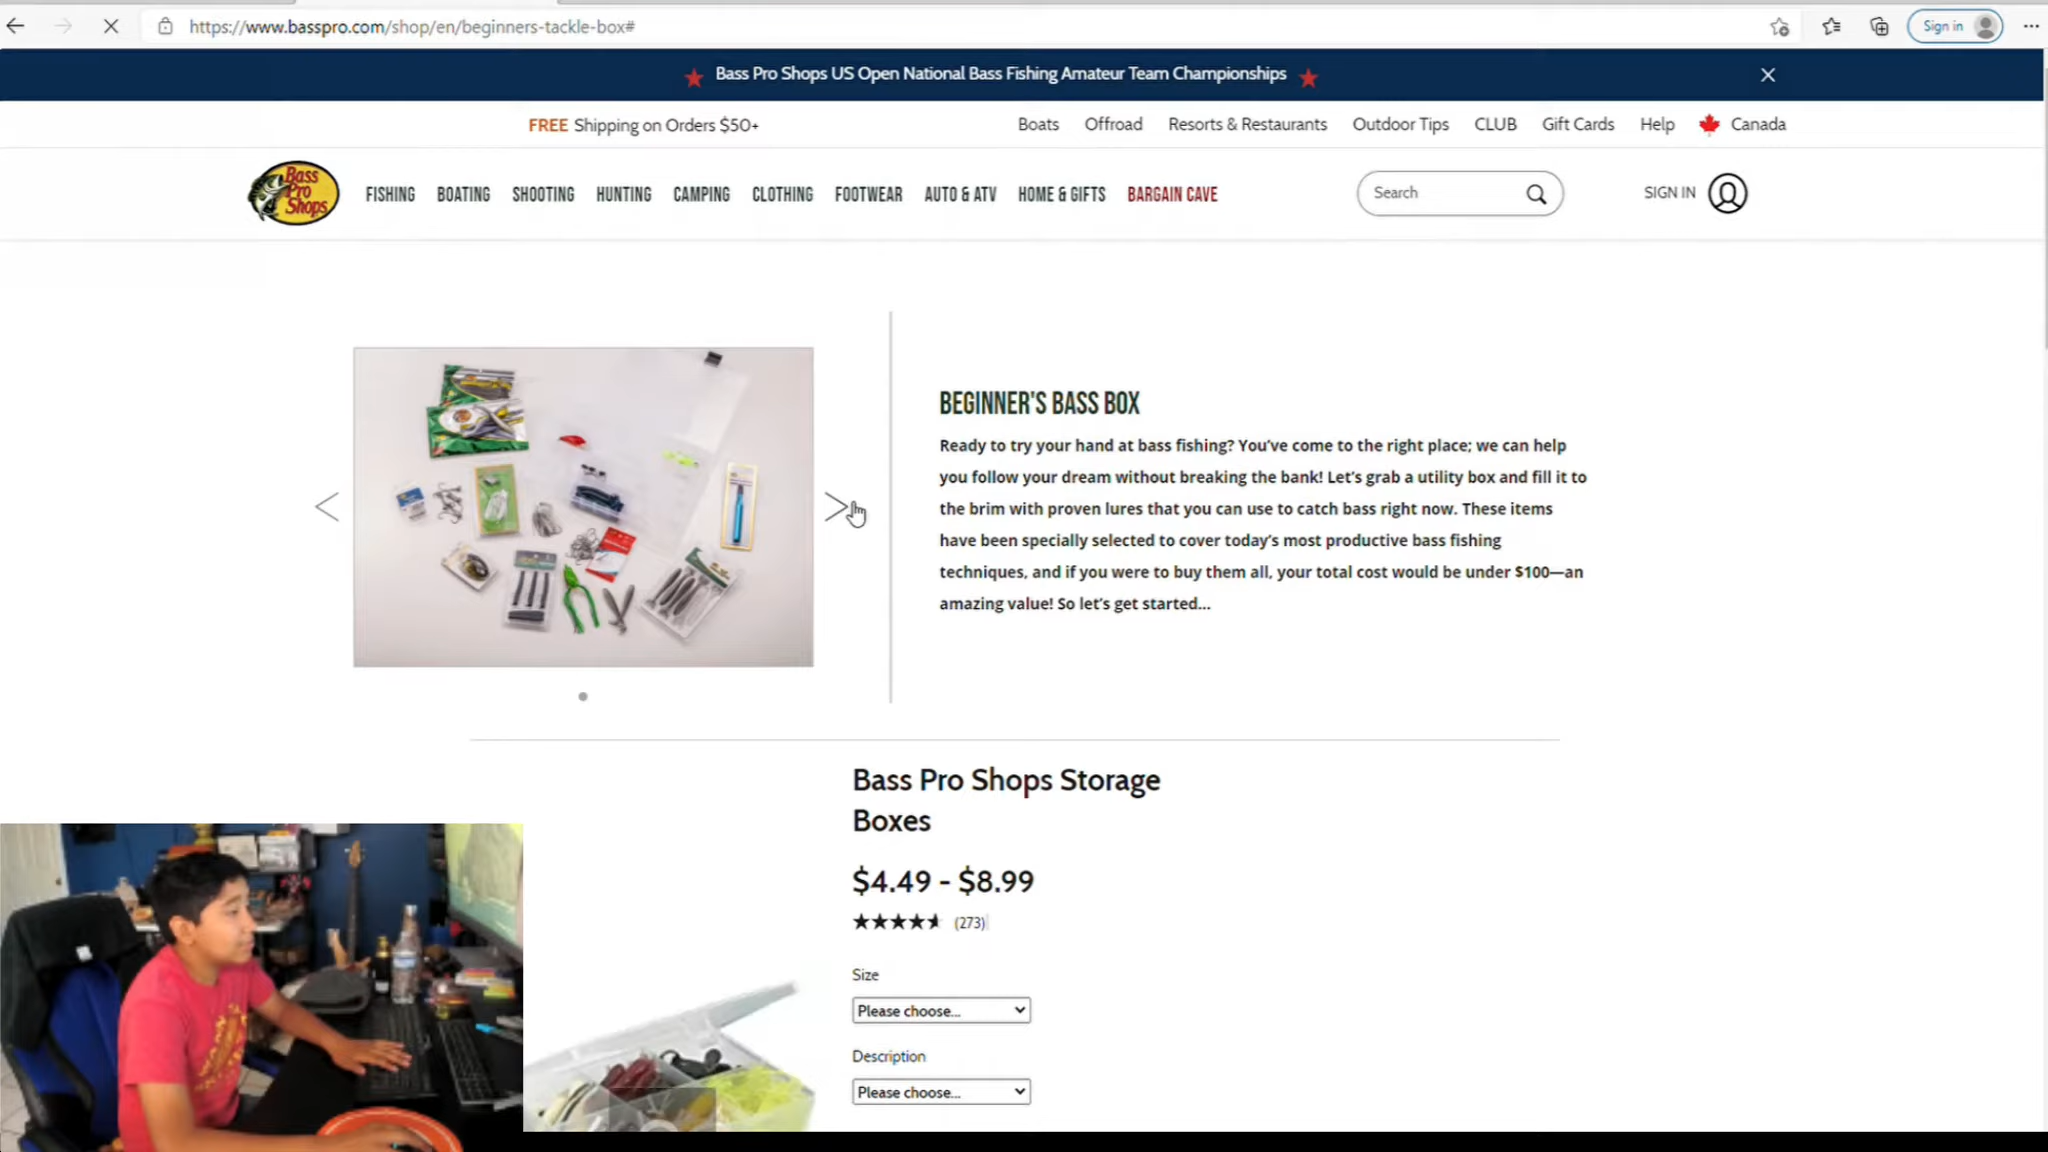 https://www.basspro.com/shop/en/beginners-tackle-box#
Sign in
Bass Pro Shops US Open National Bass Fishing Amateur Team Championships
FREE Shipping on Orders $50+
Boats
Offroad
Resorts & Restaurants
Outdoor Tips
CLUB
Gift Cards
Help
Canada
Bass
Pro
Shops
FISHING
BOATING
SHOOTING
HUNTING
CAMPING
CLOTHING
FOOTWEAR
AUTO & ATV
HOME & GIFTS
BARGAIN CAVE
Search
SIGN IN
BEGINNER'S BASS BOX
Ready to try your hand at bass fishing? You've come to the right place; we can help
you follow your dream without breaking the bank! Let's grab a utility box and fill it to
the brim with proven lures that you can use to catch bass right now. These items
have been specially selected to cover today's most productive bass fishing
techniques, and if you were to buy them all, your total cost would be under $100—an
amazing value! So let's get started...
Bass Pro Shops Storage
Boxes
$4.49 - $8.99
(273)
Size
Please choose...
Description
Please choose...